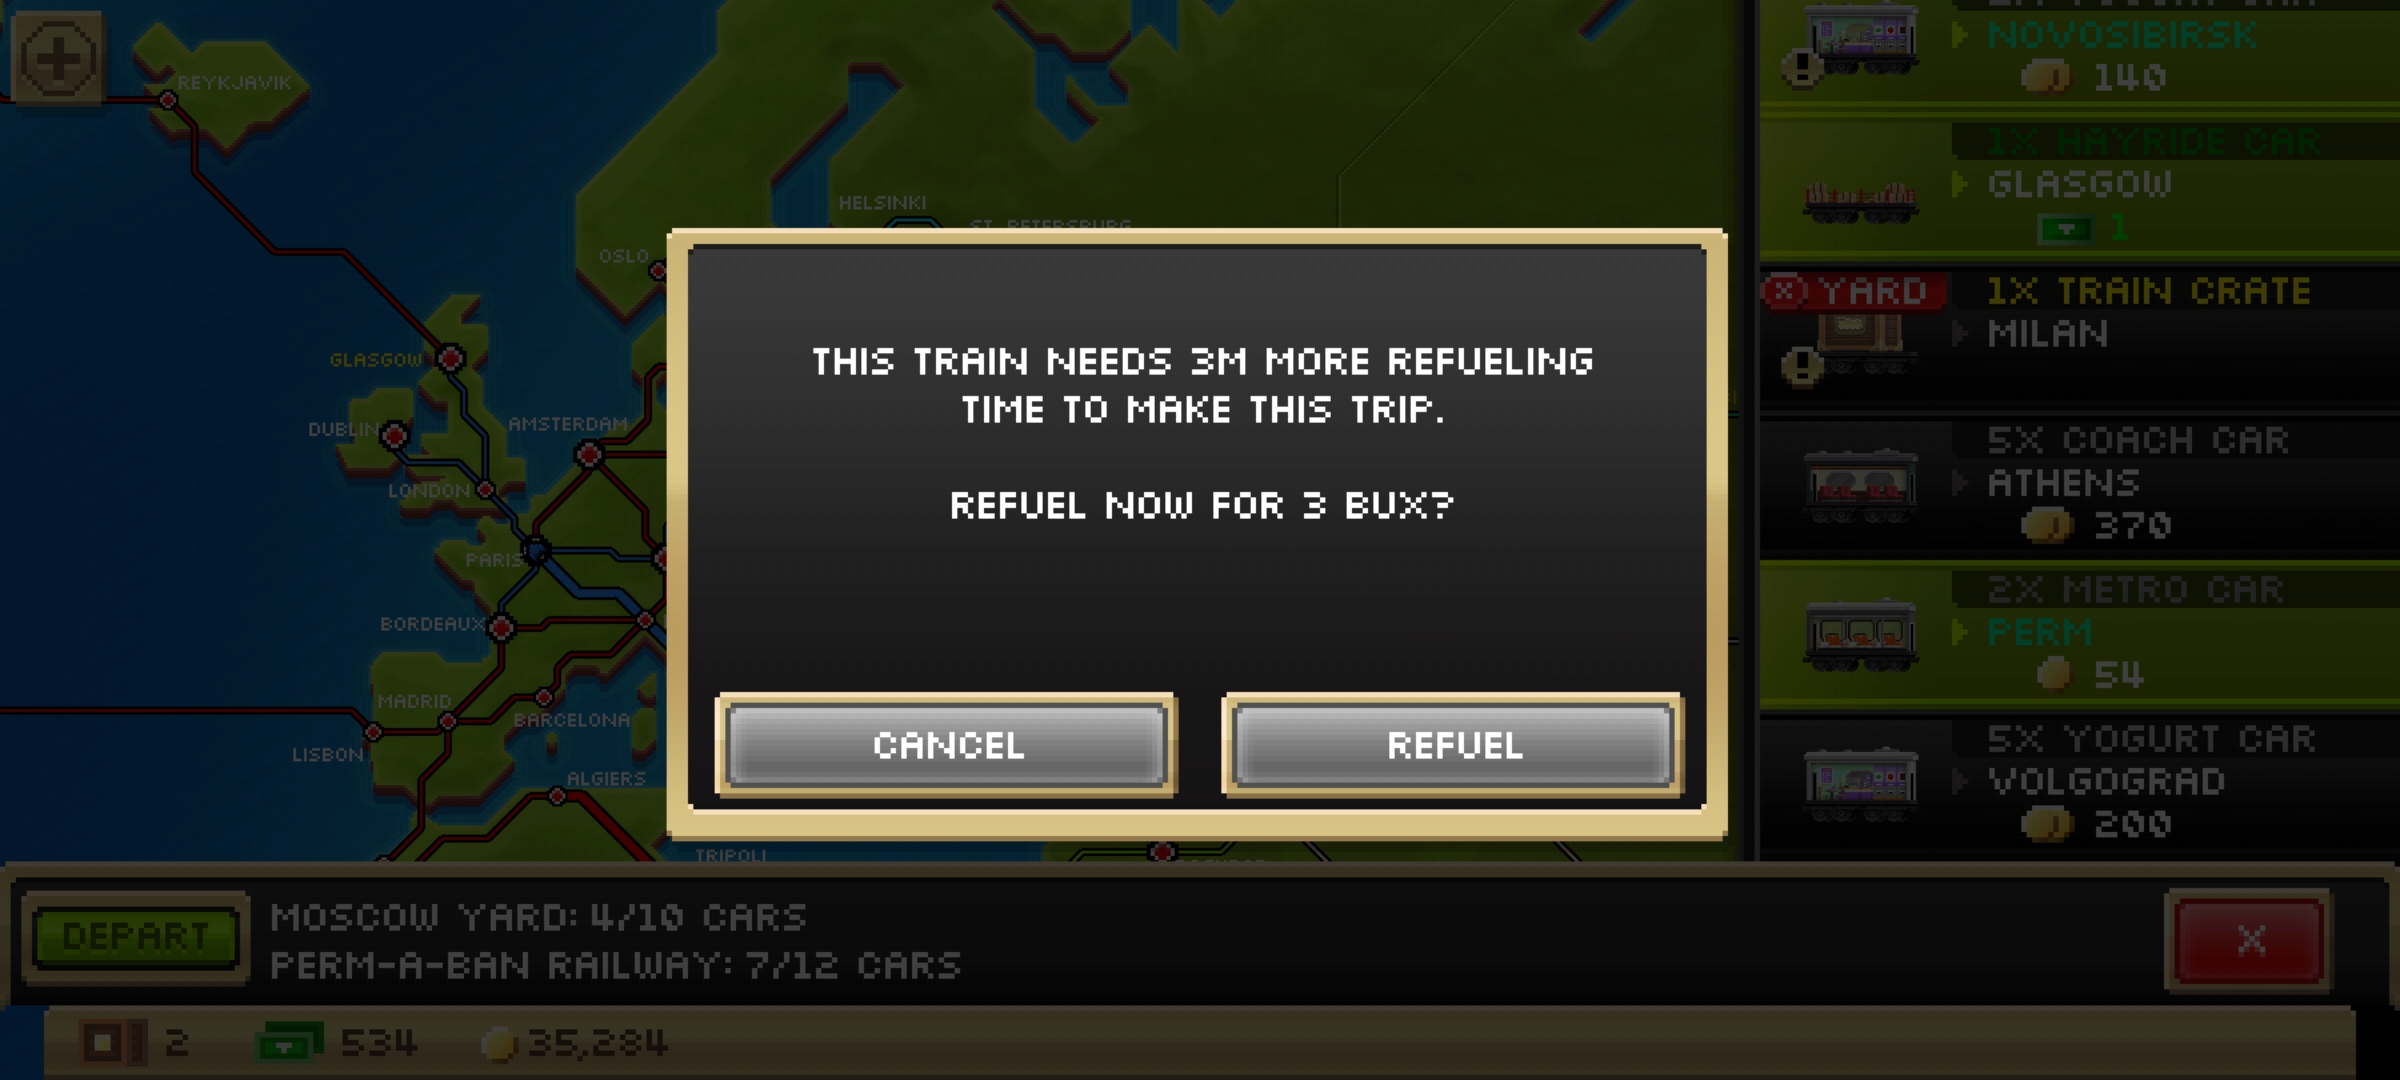 REYKJAVIK
HELSINKI
OSLO
GLASGOW
DUBLIN
AMSTERDAM
LONDON
PARIS
BORDEAUX
MADRID
BARCELONA
LISBON
ALGIERS
TRIPOLI
THIS TRAIN NEEDS 3M MORE REFUELING
TIME TO MAKE THIS TRIP.
REFUEL NOW FOR 3 BUX?
CANCEL
REFUEL
NOVOSIBIRSK
140
1X HAYRIDE CAR
GLASGOW
1
YARD
1X TRAIN CRATE
MILAN
5X COACH CAR
ATHENS
370
2X METRO CAR
PERM
54
5X YOGURT CAR
VOLGOGRAD
200
DEPART
MOSCOW YARD: 4/10 CARS
PERM-A-BAN RAILWAY: 7/12 CARS
X
2
534
35,284